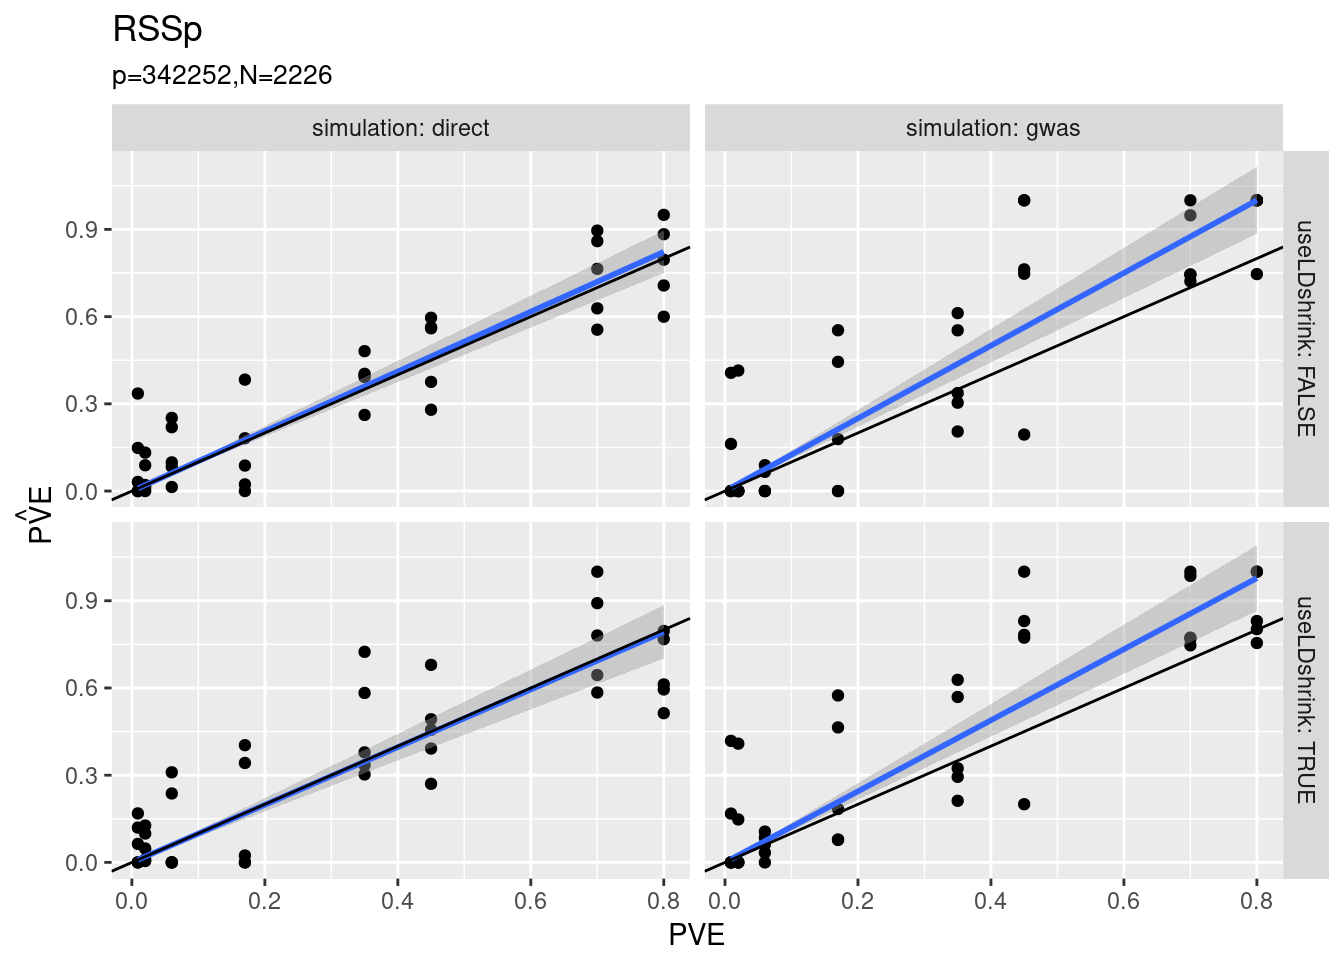 RSSp
p=342252,N=2226
simulation: direct
simulation: gwas
0.9
0.6
0.3
0.0
useLDshrink: FALSE
PV̂E
0.9
0.6
0.3
0.0
useLDshrink: TRUE
0.0 0.2 0.4 0.6 0.8
0.0 0.2 0.4 0.6 0.8
PVE